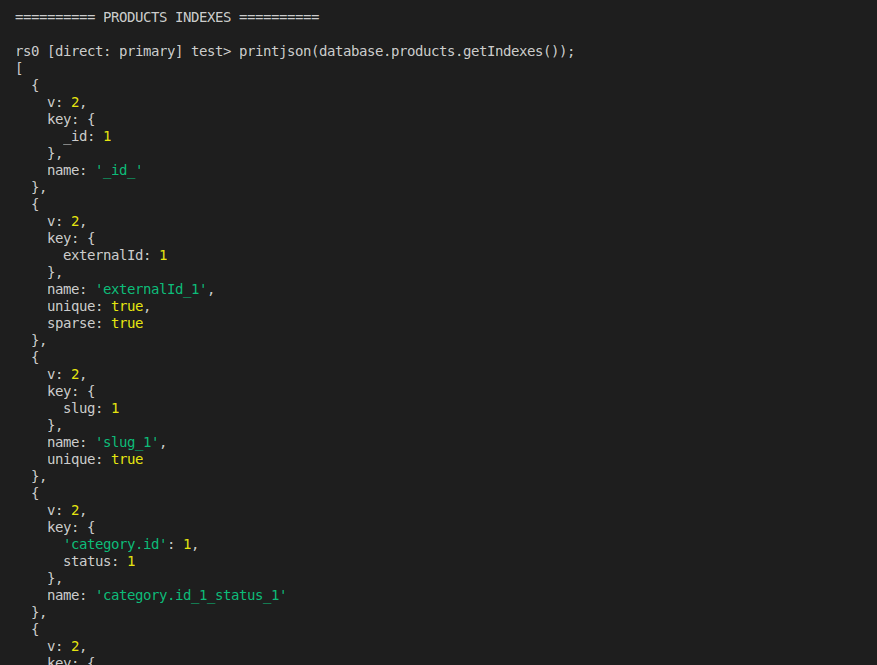 ========== PRODUCTS INDEXES ==========
rs0 [direct: primary] test> printjson(database.products.getIndexes());
[
  {
    v: 2,
    key: {
      _id: 1
    },
    name: '_id_'
  },
  {
    v: 2,
    key: {
      externalId: 1
    },
    name: 'externalId_1',
    unique: true,
    sparse: true
  },
  {
    v: 2,
    key: {
      slug: 1
    },
    name: 'slug_1',
    unique: true
  },
  {
    v: 2,
    key: {
      'category.id': 1,
      status: 1
    },
    name: 'category.id_1_status_1'
  },
  {
    v: 2,
    key: {